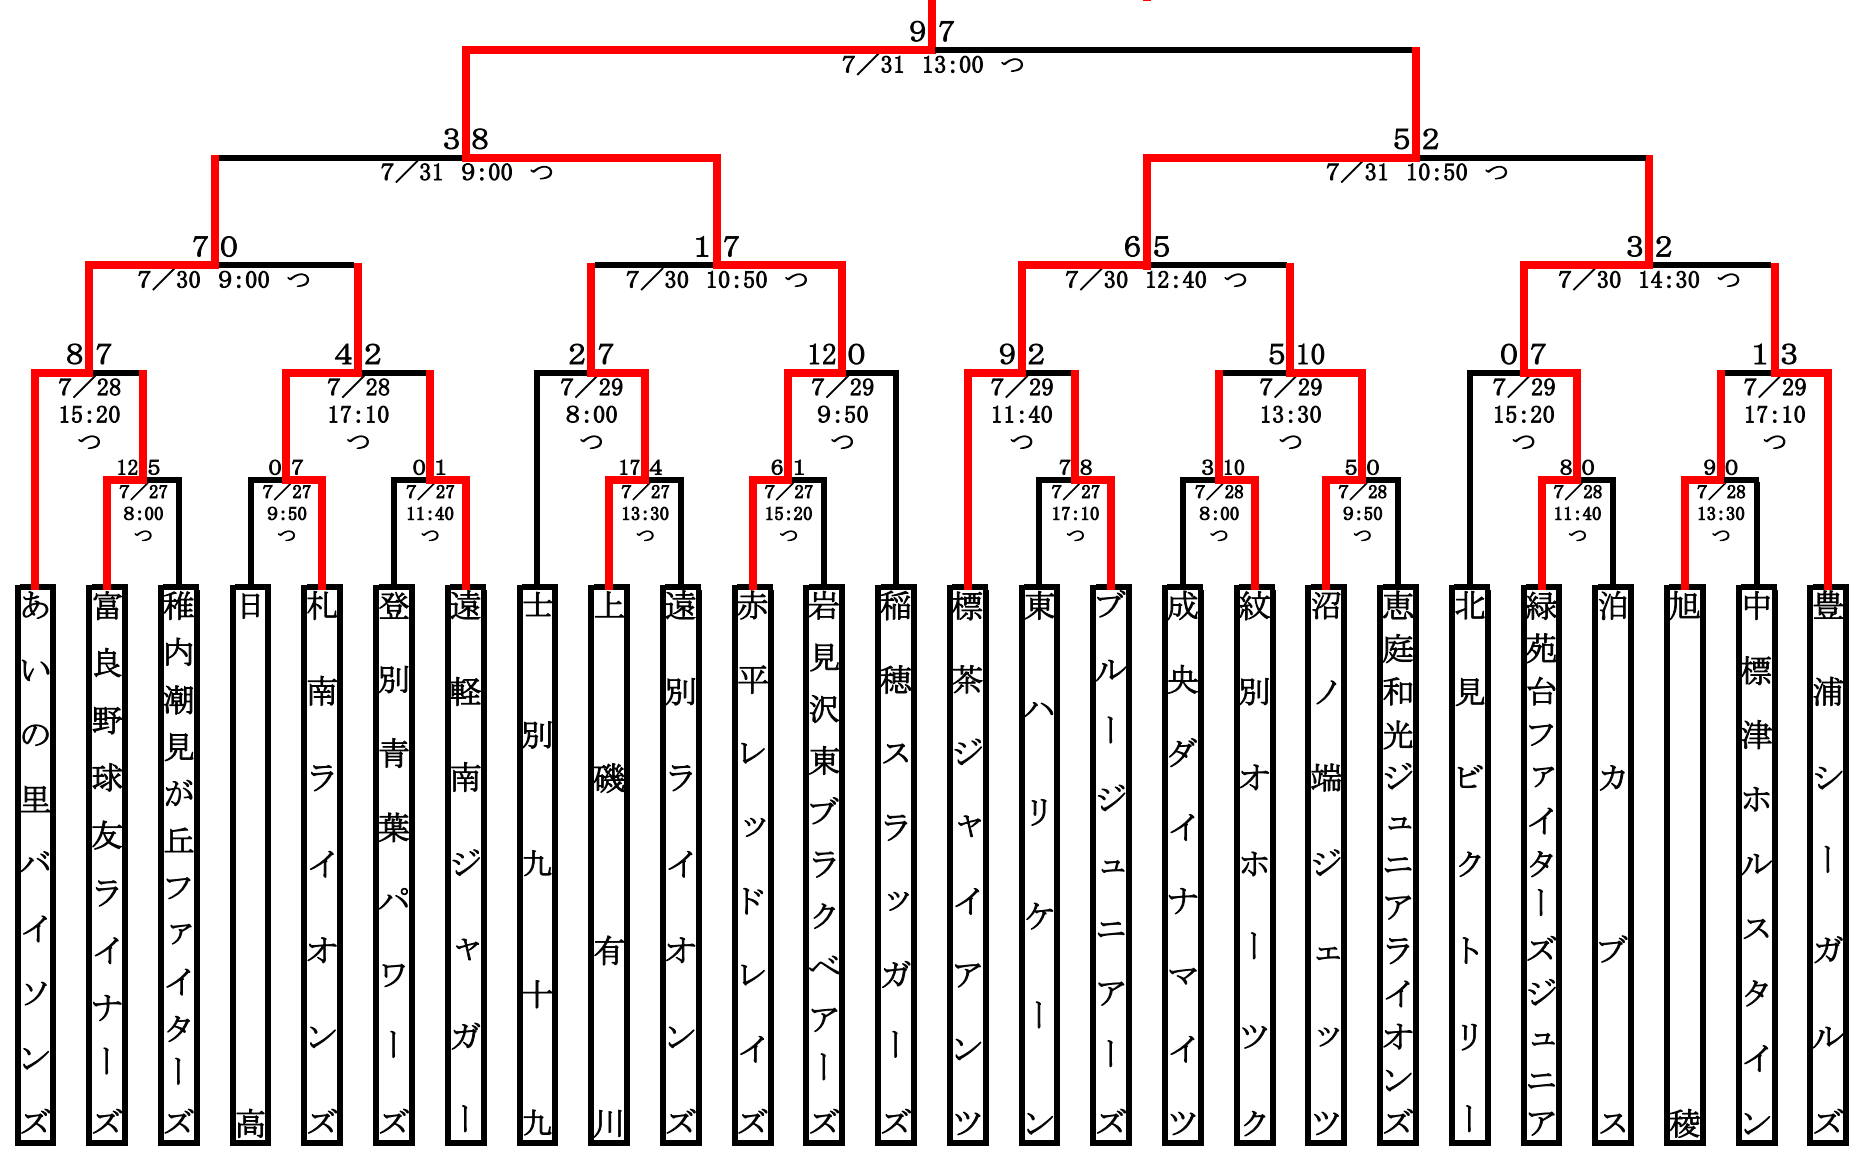 9 7
7/31 13:00 つ
3 8
5 2
7/31 9:00 つ
7/31 10:50 つ
7 0
1 7
6 5
3 2
7/30 9:00 つ
7/30 10:50 つ
7/30 12:40 つ
7/30 14:30 つ
8 7
4 2
2 7
12 0
9 2
5 10
0 7
1 3
7/28 15:20 つ
7/28 17:10 つ
7/29 8:00 つ
7/29 9:50 つ
7/29 11:40 つ
7/29 13:30 つ
7/29 15:20 つ
7/29 17:10 つ
12 5
0 7
0 1
17 4
6 1
7 8
3 10
5 0
8 0
9 0
7/27 8:00 つ
7/27 9:50 つ
7/27 11:40 つ
7/27 13:30 つ
7/27 15:20 つ
7/27 17:10 つ
7/28 8:00 つ
7/28 9:50 つ
7/28 11:40 つ
7/28 13:30 つ
あいの里バイソンズ
富良野球友ライナーズ
稚内潮見が丘ファイターズ
日高
札南ライオンズ
登別青葉パワーズ
遠軽南ジャガー
士別九十九
上磯有川
遠別ライオンズ
赤平レッドレイズ
岩見沢東ブラックベアーズ
稲穂スラッガーズ
標茶ジャイアンツ
東ハリケーン
ブルージュニアーズ
成央ダイナマイツ
紋別オホーツク
沼ノ端ジェッツ
恵庭和光ジュニアライオンズ
北見ビクトリー
緑苑台ファイターズジュニア
泊カブス
旭稜
中標津ホルスタイン
豊浦シーガルズ